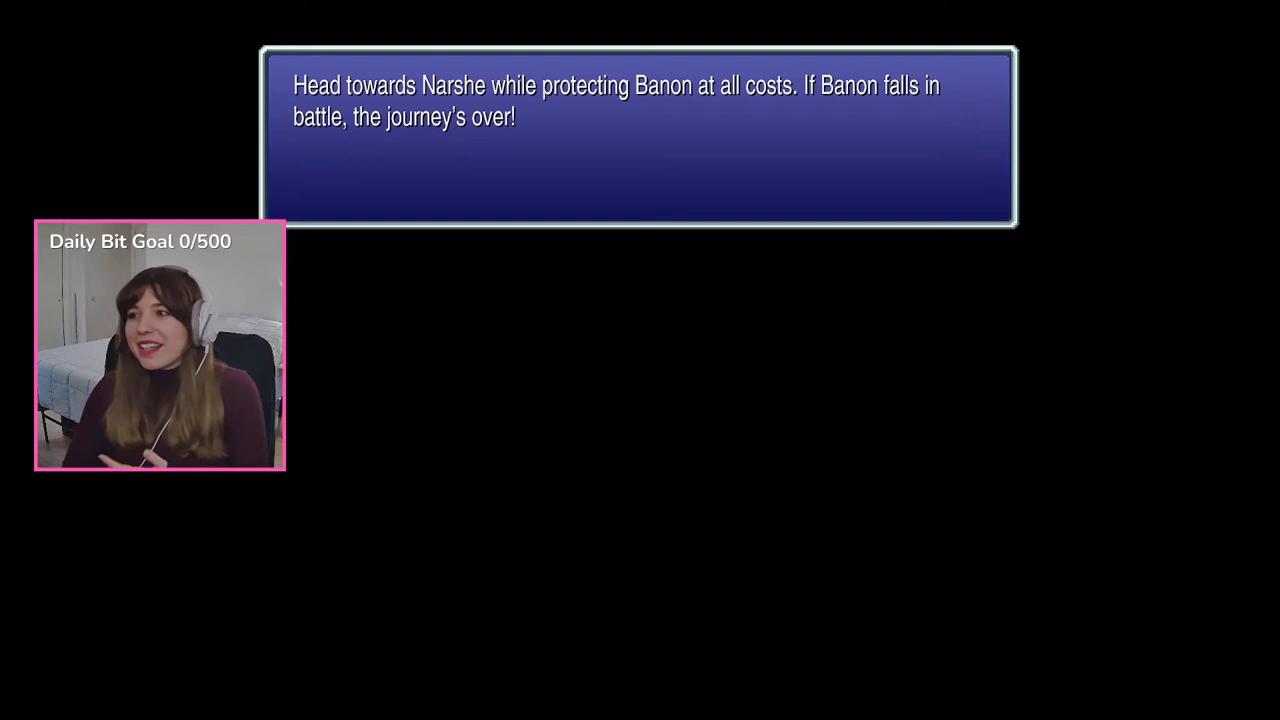 Head towards Narshe while protecting Banon at all costs. If Banon falls in
battle, the journey's over!
Daily Bit Goal 0/500